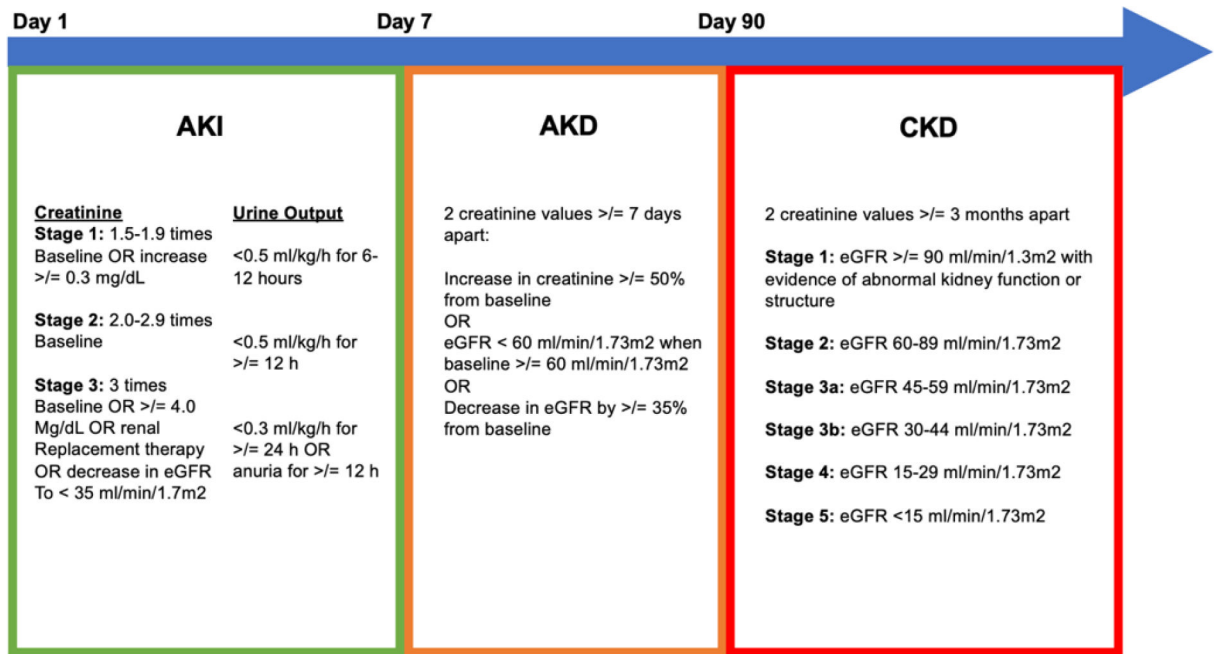 Day 1
Day 7
Day 90
AKI
Creatinine
Stage 1: 1.5-1.9 times
Baseline OR increase
>/= 0.3 mg/dL
Stage 2: 2.0-2.9 times
Baseline
Stage 3: 3 times
Baseline OR >/= 4.0
Mg/dL OR renal
Replacement therapy
OR decrease in eGFR
To < 35 ml/min/1.7m2
Urine Output
<0.5 ml/kg/h for 6-
12 hours
<0.5 ml/kg/h for
>/= 12 h
<0.3 ml/kg/h for
>/= 24 h OR
anuria for >/= 12 h
AKD
2 creatinine values >/= 7 days
apart:
Increase in creatinine >/= 50%
from baseline
OR
eGFR < 60 ml/min/1.73m2 when
baseline >/= 60 ml/min/1.73m2
OR
Decrease in eGFR by >/= 35%
from baseline
CKD
2 creatinine values >/= 3 months apart
Stage 1: eGFR >/= 90 ml/min/1.3m2 with
evidence of abnormal kidney function or
structure
Stage 2: eGFR 60-89 ml/min/1.73m2
Stage 3a: eGFR 45-59 ml/min/1.73m2
Stage 3b: eGFR 30-44 ml/min/1.73m2
Stage 4: eGFR 15-29 ml/min/1.73m2
Stage 5: eGFR <15 ml/min/1.73m2